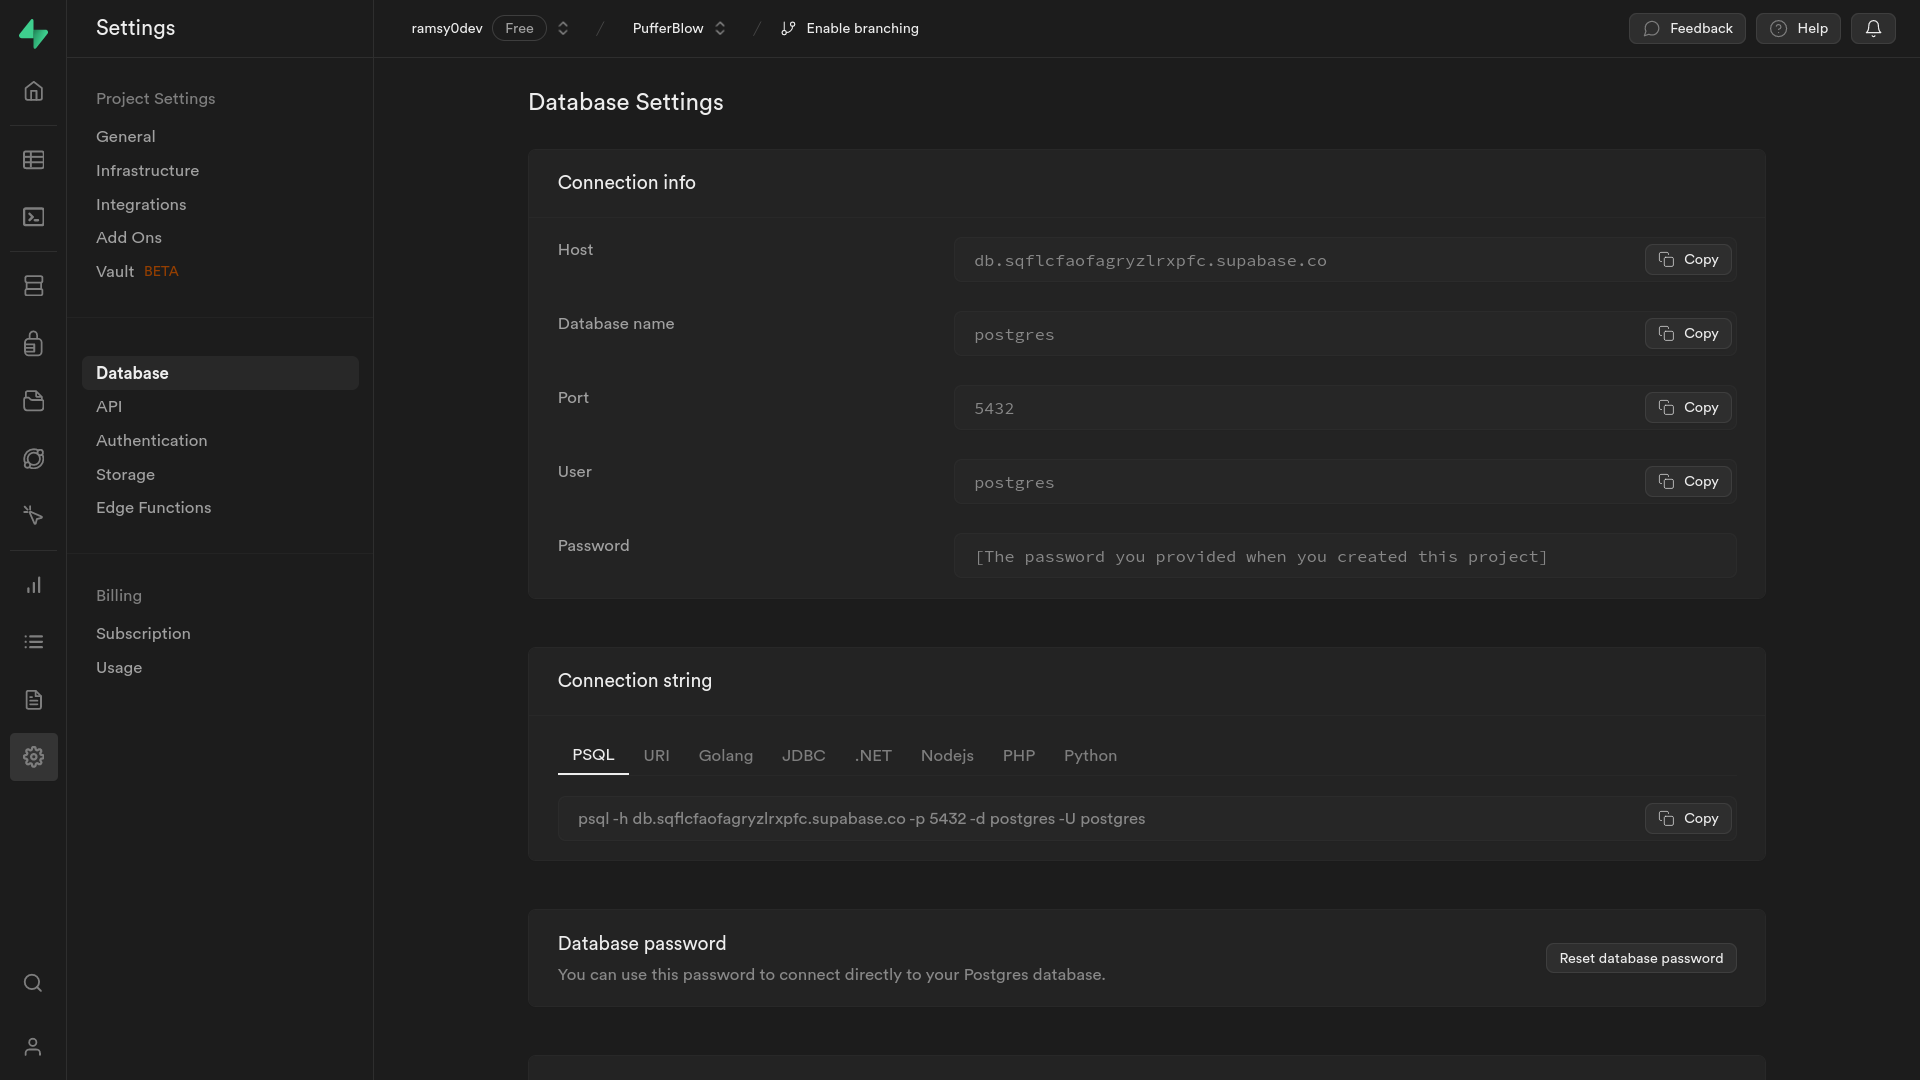 Settings
ramsy0dev Free / PufferBlow / Enable branching
Feedback Help
Project Settings
General
Infrastructure
Integrations
Add Ons
Vault BETA
Database
API
Authentication
Storage
Edge Functions
Billing
Subscription
Usage
Database Settings
Connection info
Host
db.sqflcfaofagryzlrxpfc.supabase.co
Copy
Database name
postgres
Copy
Port
5432
Copy
User
postgres
Copy
Password
[The password you provided when you created this project]
Connection string
PSQL URI Golang JDBC .NET Nodejs PHP Python
psql -h db.sqflcfaofagryzlrxpfc.supabase.co -p 5432 -d postgres -U postgres
Copy
Database password
You can use this password to connect directly to your Postgres database.
Reset database password